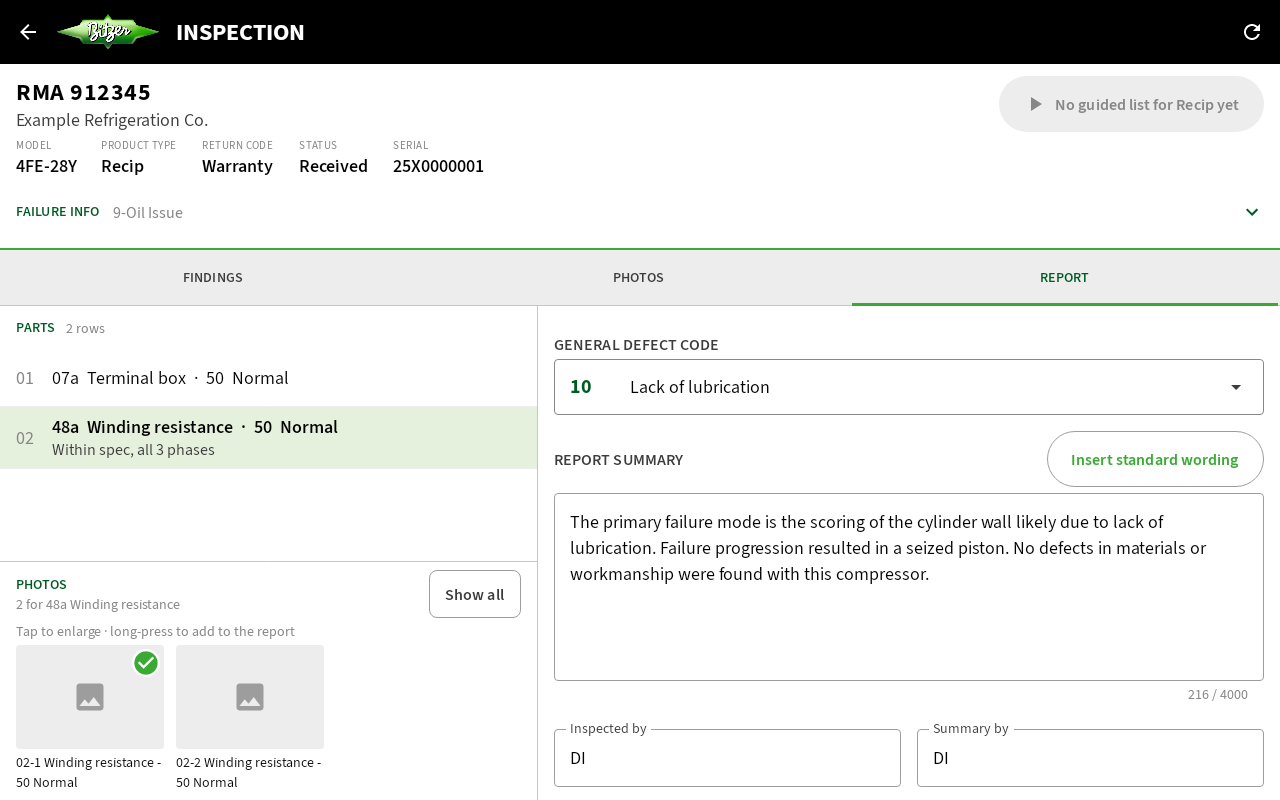 Bitzer
INSPECTION
RMA 912345
Example Refrigeration Co.
MODEL PRODUCT TYPE RETURN CODE STATUS SERIAL
4FE-28Y Recip Warranty Received 25X0000001
No guided list for Recip yet
FAILURE INFO 9-Oil Issue
FINDINGS PHOTOS REPORT
PARTS 2 rows
01 07a Terminal box · 50 Normal
02 48a Winding resistance · 50 Normal
Within spec, all 3 phases
PHOTOS
2 for 48a Winding resistance
Show all
Tap to enlarge · long-press to add to the report
02-1 Winding resistance -
50 Normal
02-2 Winding resistance -
50 Normal
GENERAL DEFECT CODE
10 Lack of lubrication
REPORT SUMMARY
Insert standard wording
The primary failure mode is the scoring of the cylinder wall likely due to lack of
lubrication. Failure progression resulted in a seized piston. No defects in materials or
workmanship were found with this compressor.
216 / 4000
Inspected by
DI
Summary by
DI